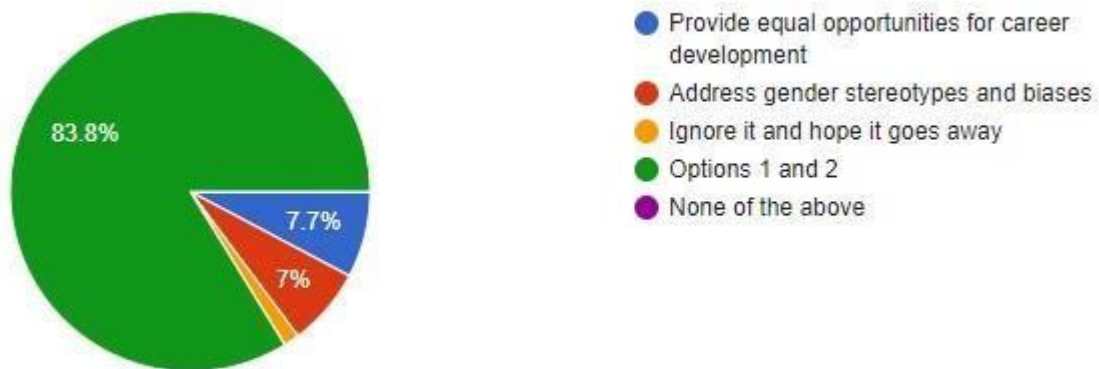 83.8%
7.7%
7%
Provide equal opportunities for career
development
Address gender stereotypes and biases
Ignore it and hope it goes away
Options 1 and 2
None of the above